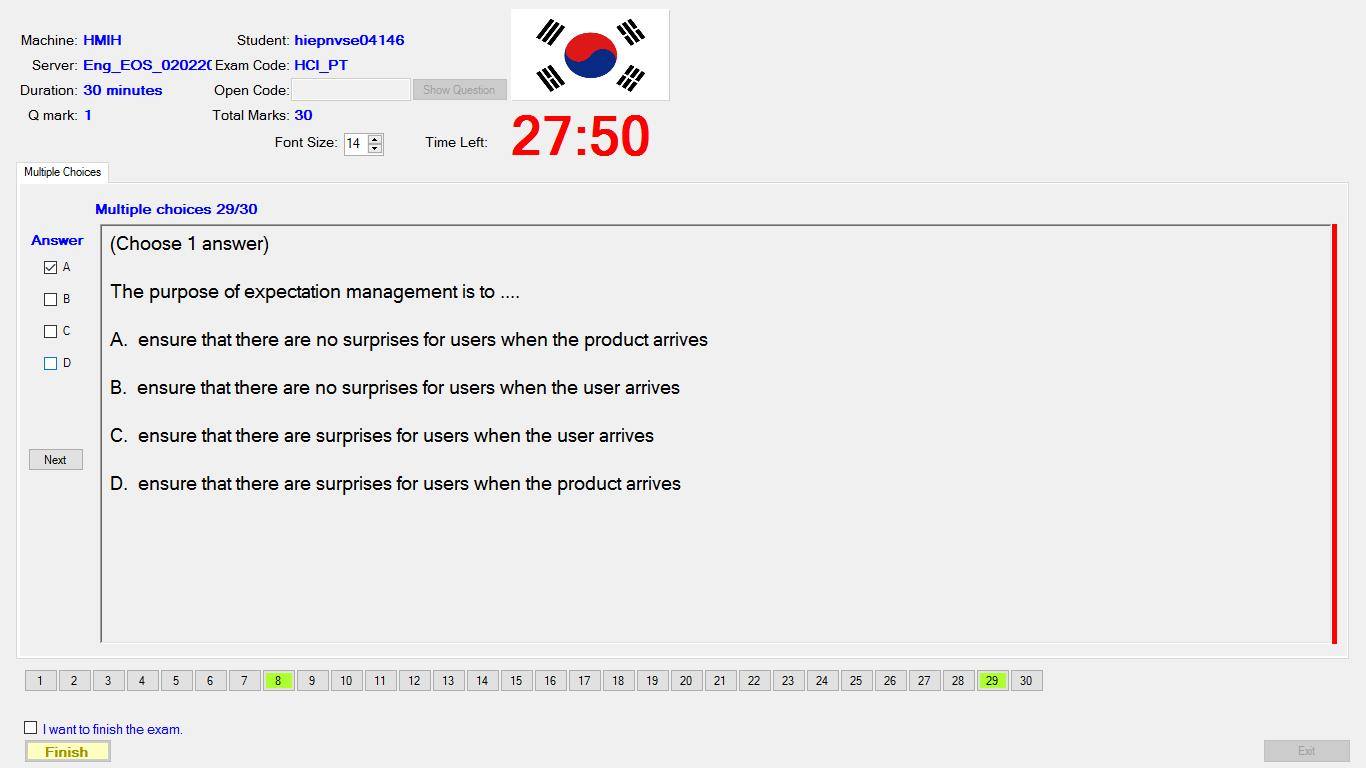 Machine: HMIH Student: hiepnvse04146
Server: Eng_EOS_02022 Exam Code: HCI_PT
Duration: 30 minutes Open Code: Show Question
Q mark: 1 Total Marks: 30
Font Size: 14 Time Left: 27:50
Multiple Choices
Multiple choices 29/30
Answer
A
B
C
D
Next
(Choose 1 answer)
The purpose of expectation management is to ....
A. ensure that there are no surprises for users when the product arrives
B. ensure that there are no surprises for users when the user arrives
C. ensure that there are surprises for users when the user arrives
D. ensure that there are surprises for users when the product arrives
1 2 3 4 5 6 7 8 9 10 11 12 13 14 15 16 17 18 19 20 21 22 23 24 25 26 27 28 29 30
I want to finish the exam.
Finish Exit